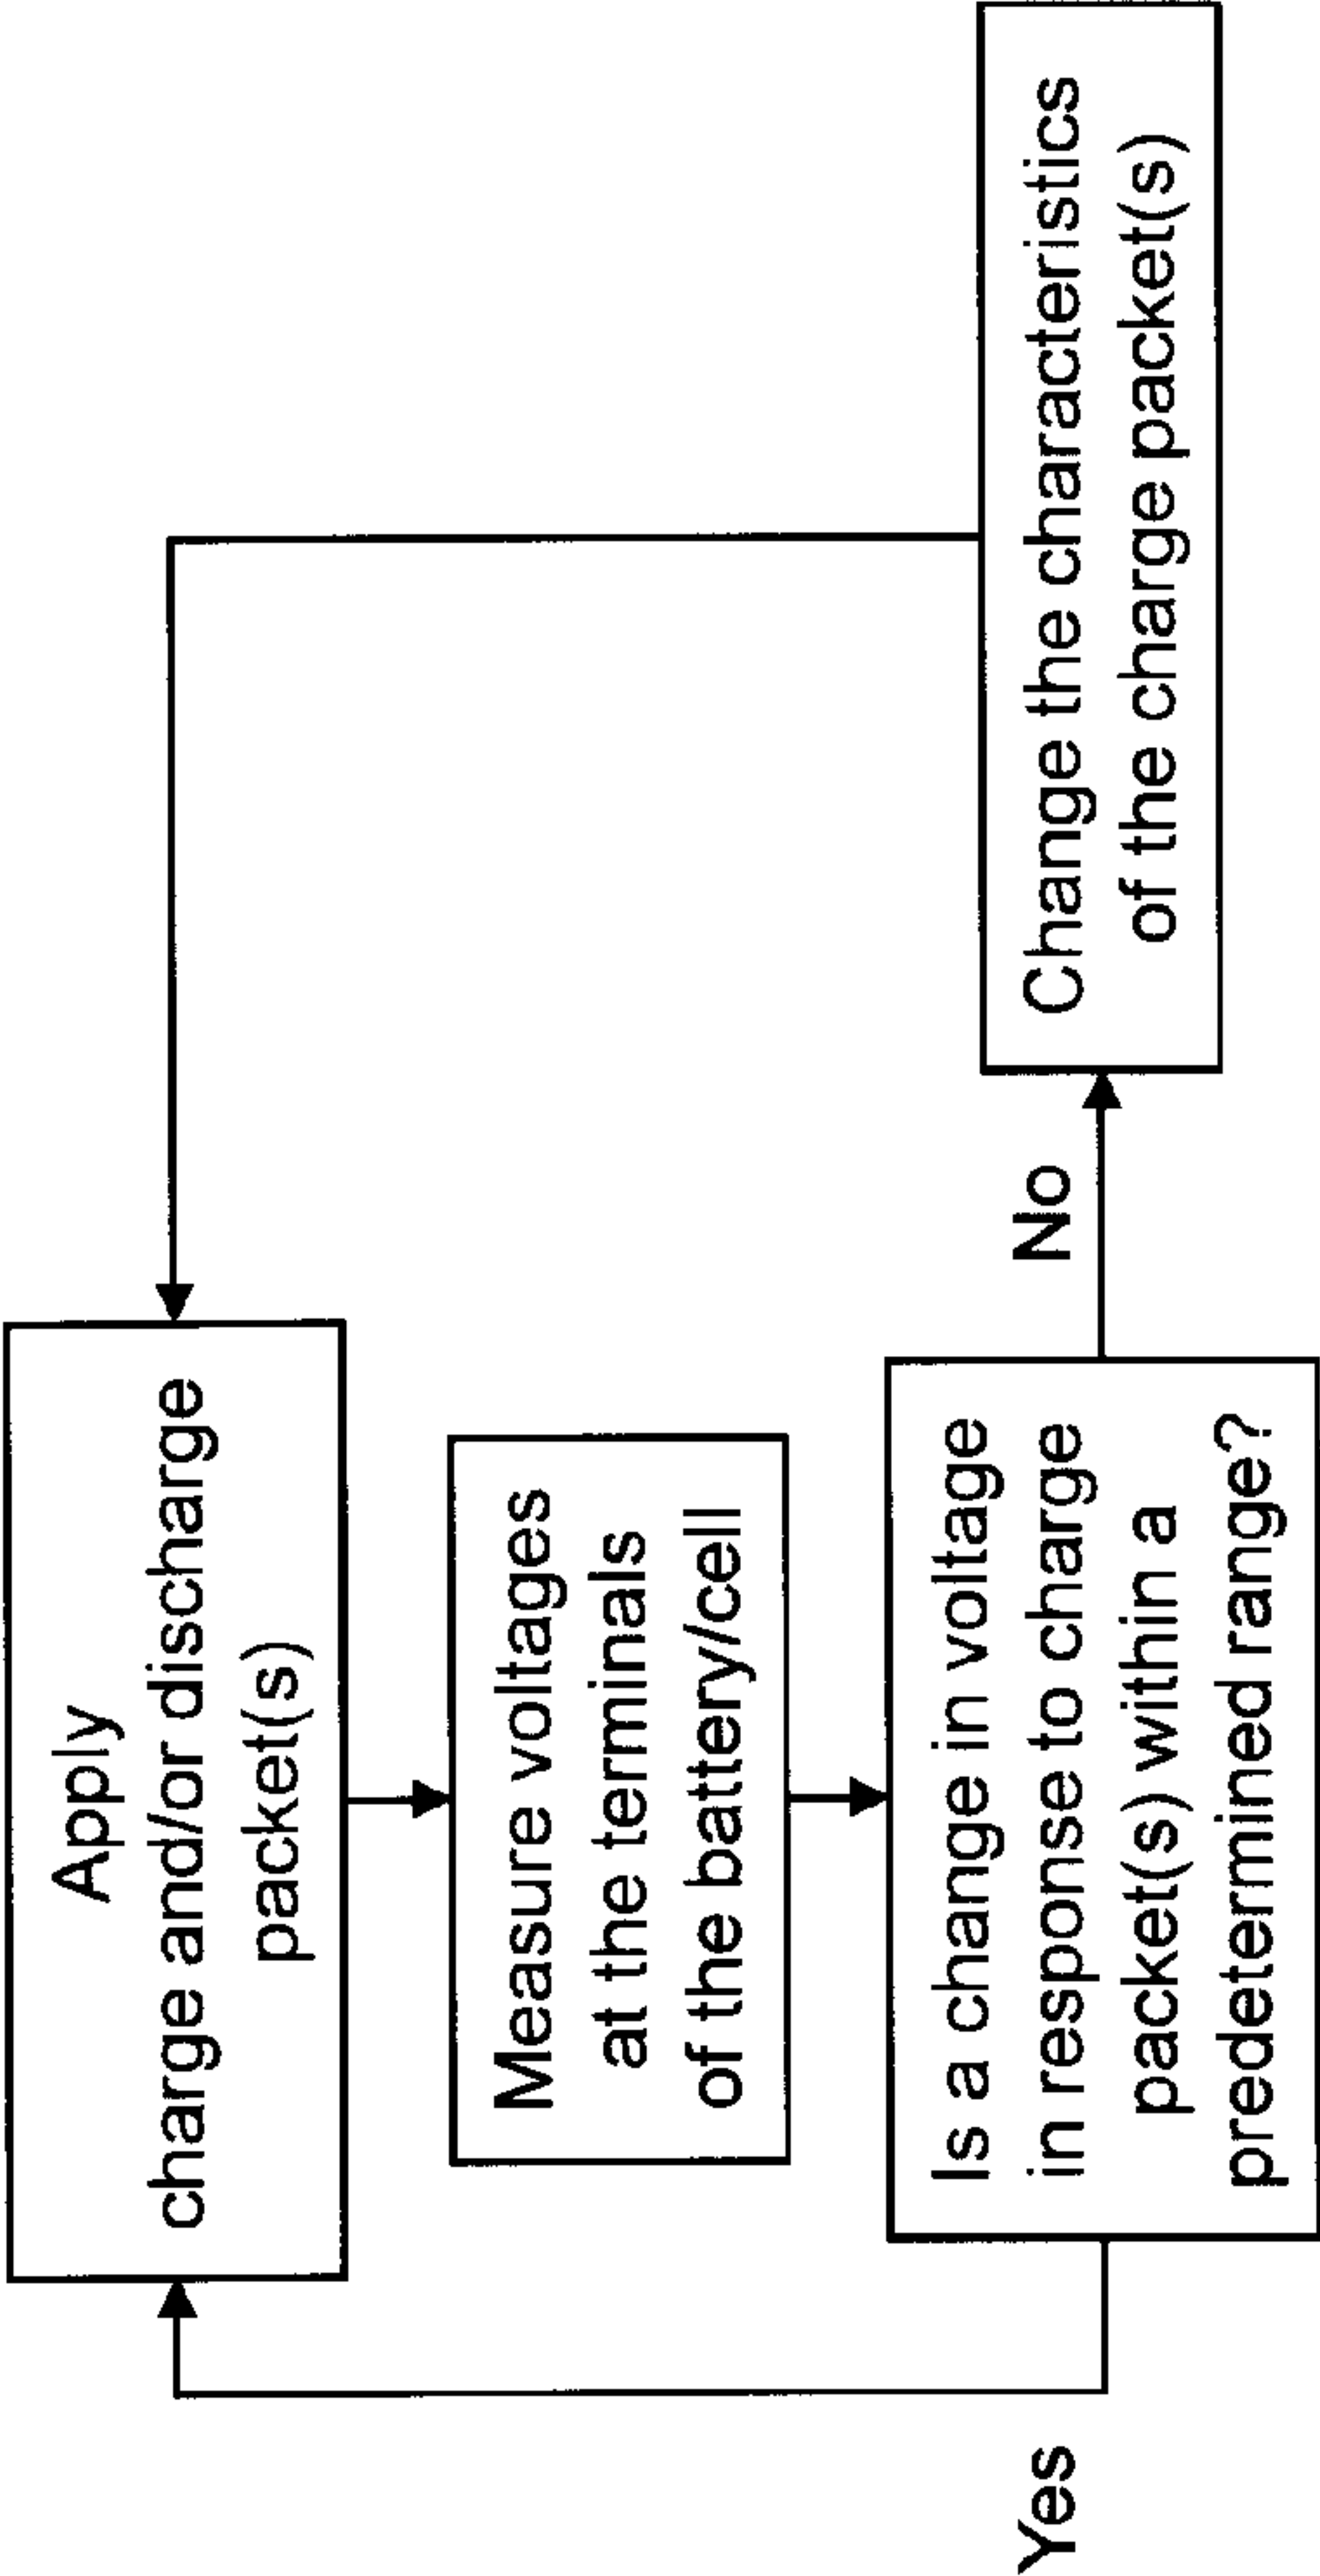 Apply
charge and/or discharge
packet(s)
Measure voltages
at the terminals
of the battery/cell
Is a change in voltage
in response to charge
packet(s) within a
predetermined range?
Yes
No
Change the characteristics
of the charge packet(s)